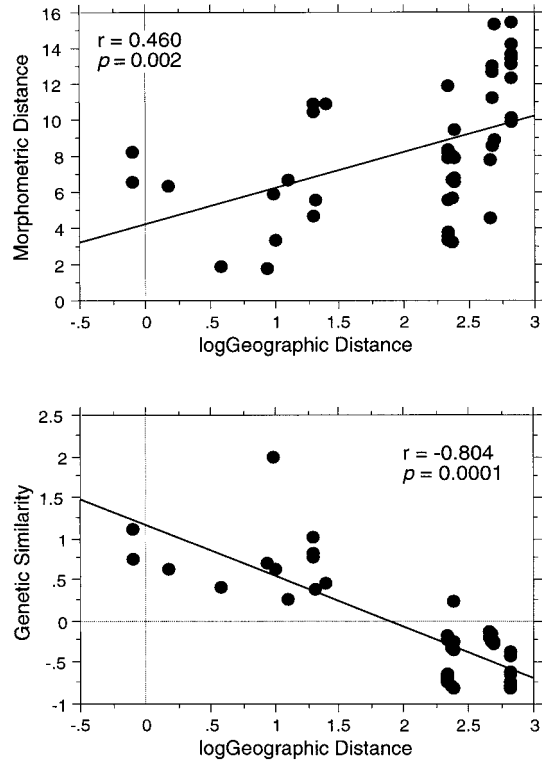 16
14
12
10
8
6
4
2
0
Morphometric Distance
r = 0.460
p = 0.002
-.5 0 .5 1 1.5 2 2.5 3
logGeographic Distance
2.5
2
1.5
1
.5
0
-.5
-1
Genetic Similarity
r = -0.804
p = 0.0001
-.5 0 .5 1 1.5 2 2.5 3
logGeographic Distance